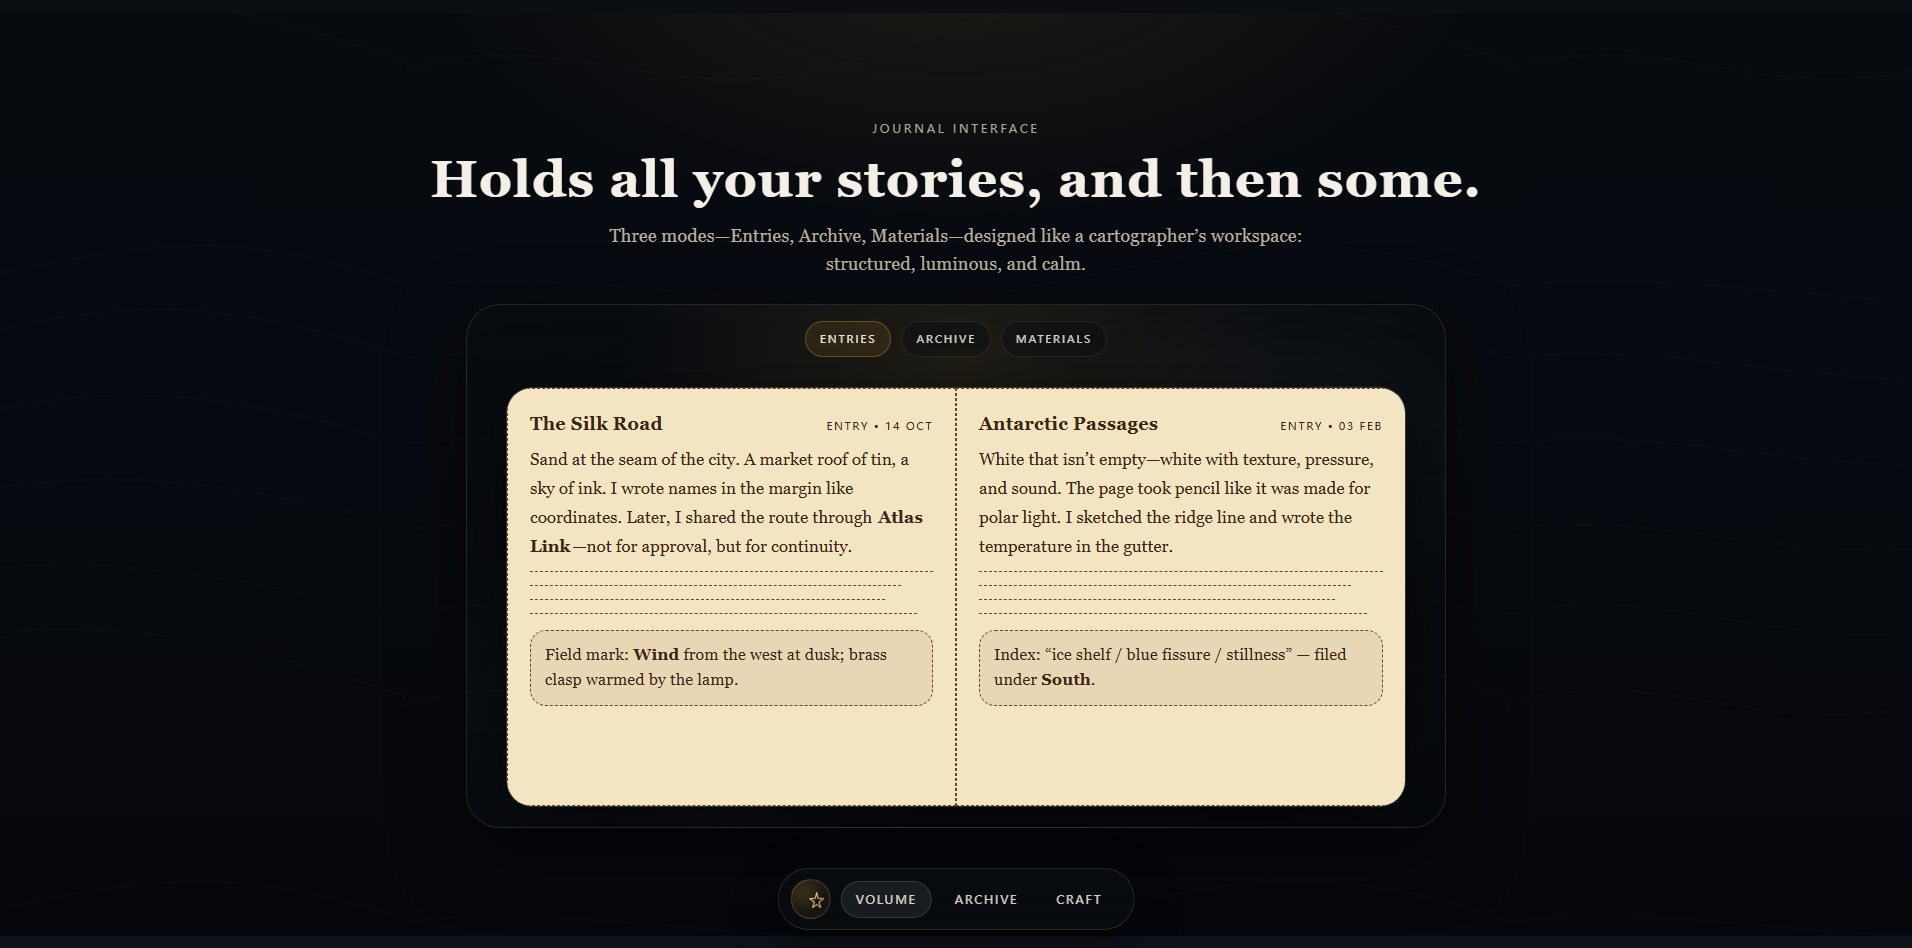 JOURNAL INTERFACE
Holds all your stories, and then some.
Three modes—Entries, Archive, Materials—designed like a cartographer’s workspace:
structured, luminous, and calm.
ENTRIES
ARCHIVE
MATERIALS
The Silk Road
ENTRY • 14 OCT
Sand at the seam of the city. A market roof of tin, a
sky of ink. I wrote names in the margin like
coordinates. Later, I shared the route through Atlas
Link—not for approval, but for continuity.
Field mark: Wind from the west at dusk; brass
clasp warmed by the lamp.
Antarctic Passages
ENTRY • 03 FEB
White that isn’t empty—white with texture, pressure,
and sound. The page took pencil like it was made for
polar light. I sketched the ridge line and wrote the
temperature in the gutter.
Index: “ice shelf / blue fissure / stillness” — filed
under South.
VOLUME
ARCHIVE
CRAFT